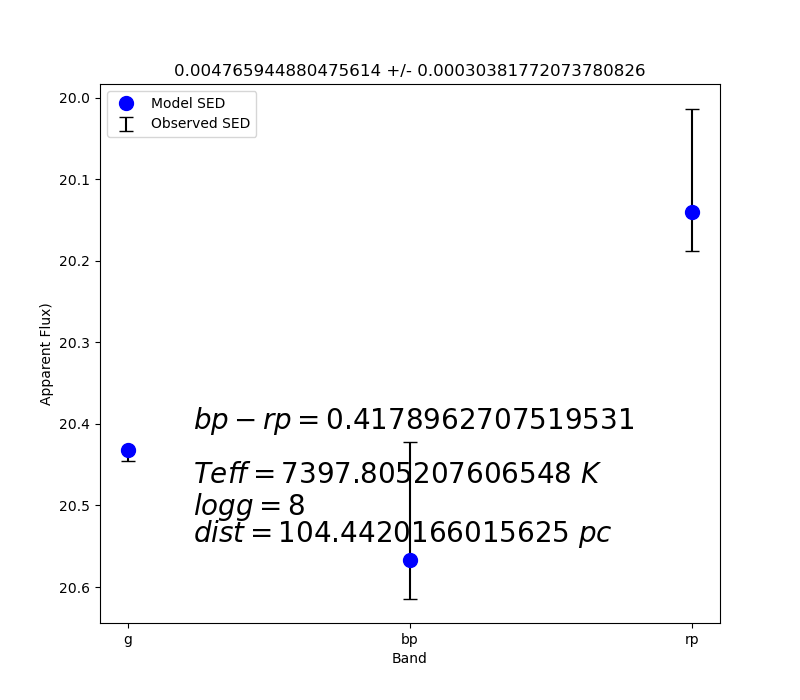 0.004765944880475614 +/- 0.00030381772073780826
Model SED
Observed SED
20.0
20.1
20.2
20.3
20.4
20.5
20.6
Apparent Flux)
bp − rp = 0.4178962707519531
Teff = 7397.805207606548 K
logg = 8
dist = 104.4420166015625 pc
g bp rp
Band